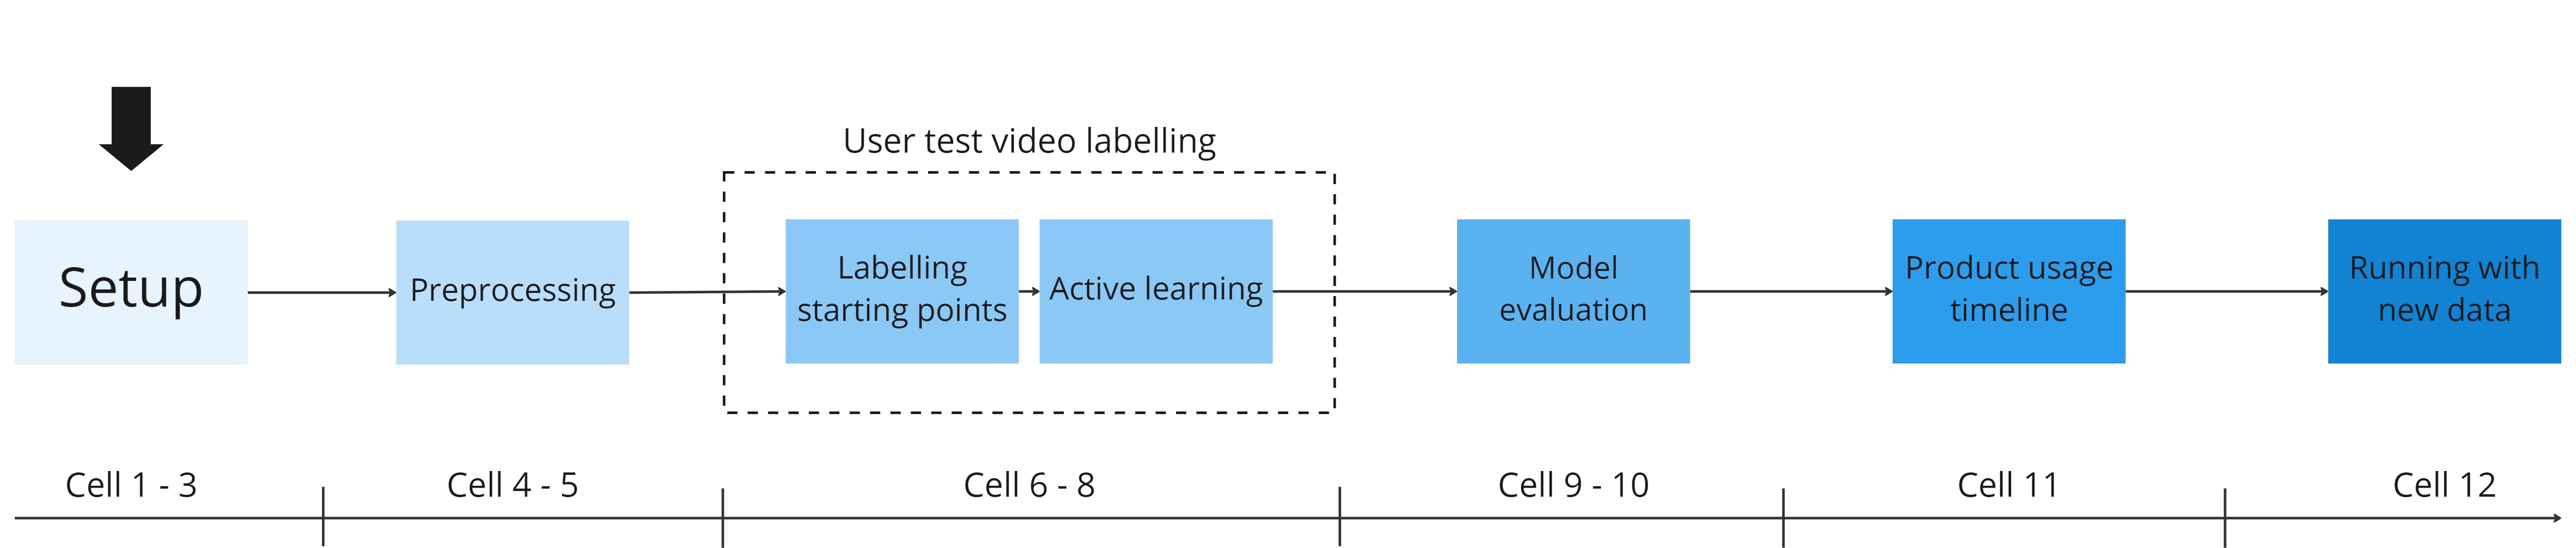 User test video labelling
Setup
Preprocessing
Labelling
starting points
Active learning
Model
evaluation
Product usage
timeline
Running with
new data
Cell 1 - 3
Cell 4 - 5
Cell 6 - 8
Cell 9 - 10
Cell 11
Cell 12